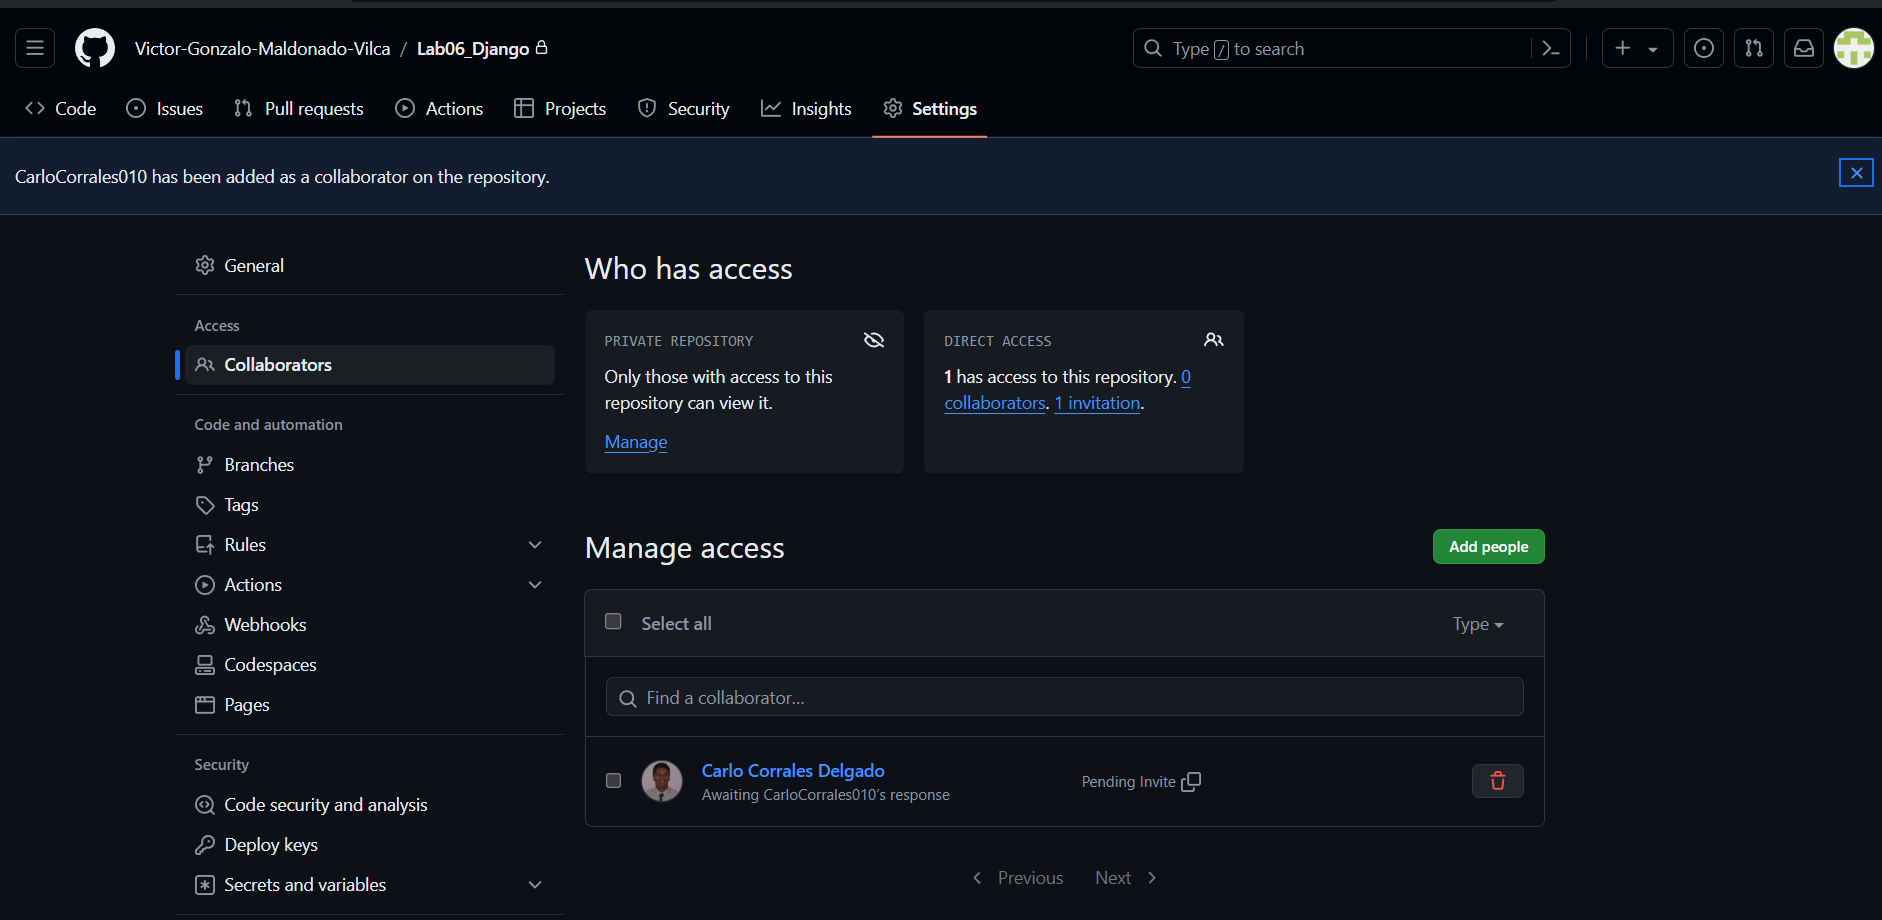 Victor-Gonzalo-Maldonado-Vilca / Lab06_Django
Type / to search
Code Issues Pull requests Actions Projects Security Insights Settings
CarloCorrales010 has been added as a collaborator on the repository.
General
Access
Collaborators
Code and automation
Branches
Tags
Rules
Actions
Webhooks
Codespaces
Pages
Security
Code security and analysis
Deploy keys
Secrets and variables
Who has access
PRIVATE REPOSITORY
Only those with access to this
repository can view it.
Manage
DIRECT ACCESS
1 has access to this repository. 0
collaborators. 1 invitation.
Manage access
Add people
Select all
Type
Find a collaborator...
Carlo Corrales Delgado
Awaiting CarloCorrales010's response
Pending Invite
Previous Next